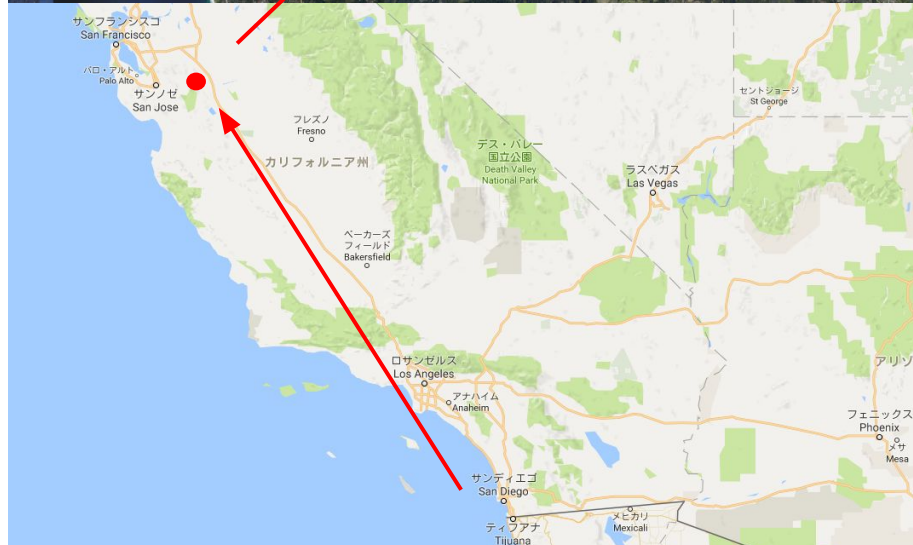 サンフランシスコ
San Francisco
パロ・アルト
Palo Alto
サンノゼ
San Jose
フレズノ
Fresno
カリフォルニア州
デス・バレー
国立公園
Death Valley
National Park
セントジョージ
St George
ラスベガス
Las Vegas
ベーカーズ
フィールド
Bakersfield
ロサンゼルス
Los Angeles
アナハイム
Anaheim
アリゾ
フェニックス
Phoenix
メサ
Mesa
サンディエゴ
San Diego
ティフアナ
Tijuana
メヒカリ
Mexicali